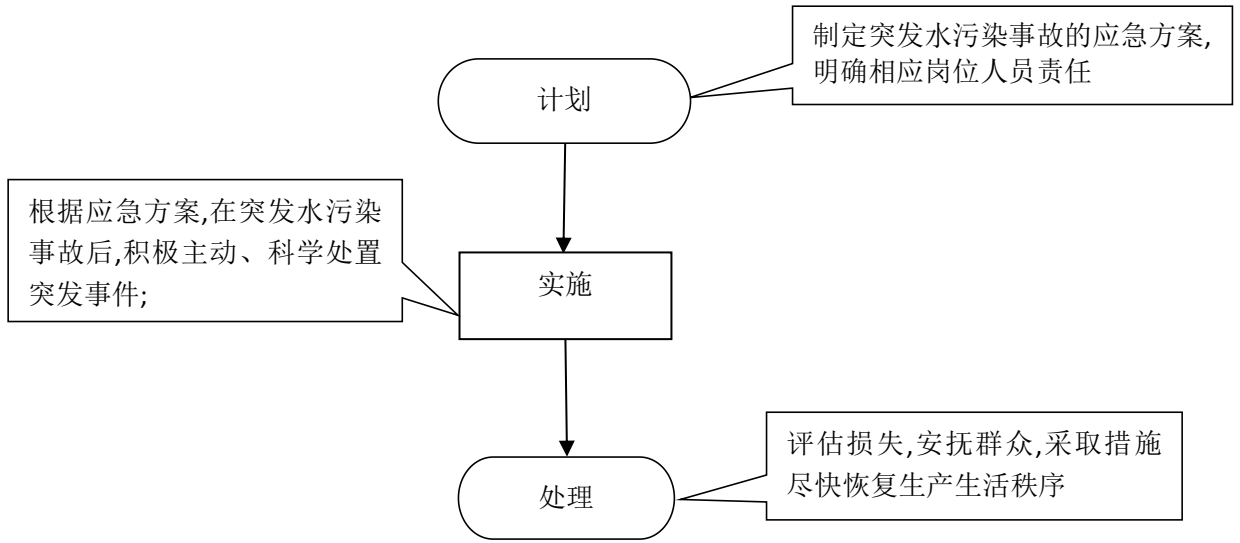 制定突发水污染事故的应急方案,
明确相应岗位人员责任
计划
根据应急方案,在突发水污染
事故后,积极主动、科学处置
突发事件;
实施
评估损失,安抚群众,采取措施
尽快恢复生产生活秩序
处理